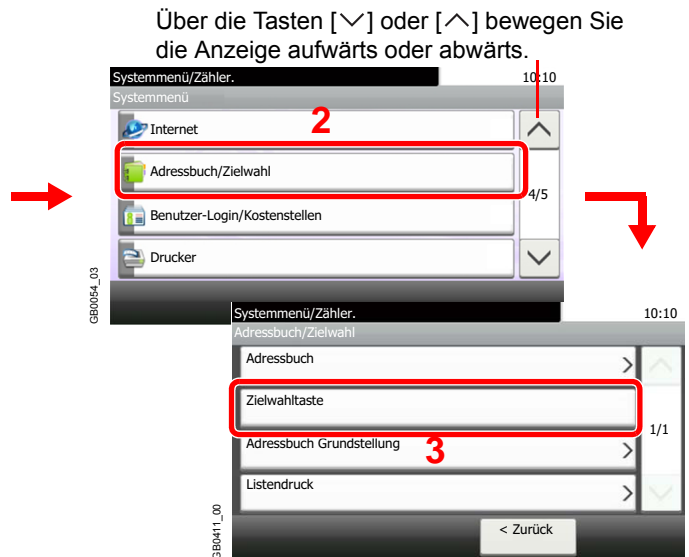 Über die Tasten [∨] oder [∧] bewegen Sie
die Anzeige aufwärts oder abwärts.
Systemmenü/Zähler.
10:10
Systemmenü
2
Internet
Adressbuch/Zielwahl
4/5
Benutzer-Login/Kostenstellen
Drucker
GB0054_03
Systemmenü/Zähler.
10:10
Adressbuch/Zielwahl
Adressbuch
Zielwahltaste
1/1
Adressbuch Grundstellung
3
Listendruck
< Zurück
GB0411_00